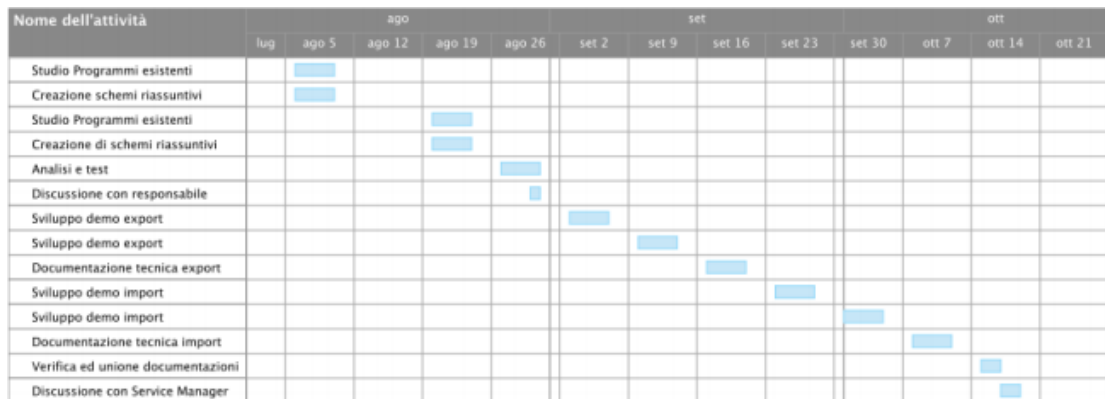 Nome dell'attività
ago set ott
lug ago 5 ago 12 ago 19 ago 26 set 2 set 9 set 16 set 23 set 30 ott 7 ott 14 ott 21
Studio Programmi esistenti
Creazione schemi riassuntivi
Studio Programmi esistenti
Creazione di schemi riassuntivi
Analisi e test
Discussione con responsabile
Sviluppo demo export
Sviluppo demo export
Documentazione tecnica export
Sviluppo demo import
Sviluppo demo import
Documentazione tecnica import
Verifica ed unione documentazioni
Discussione con Service Manager